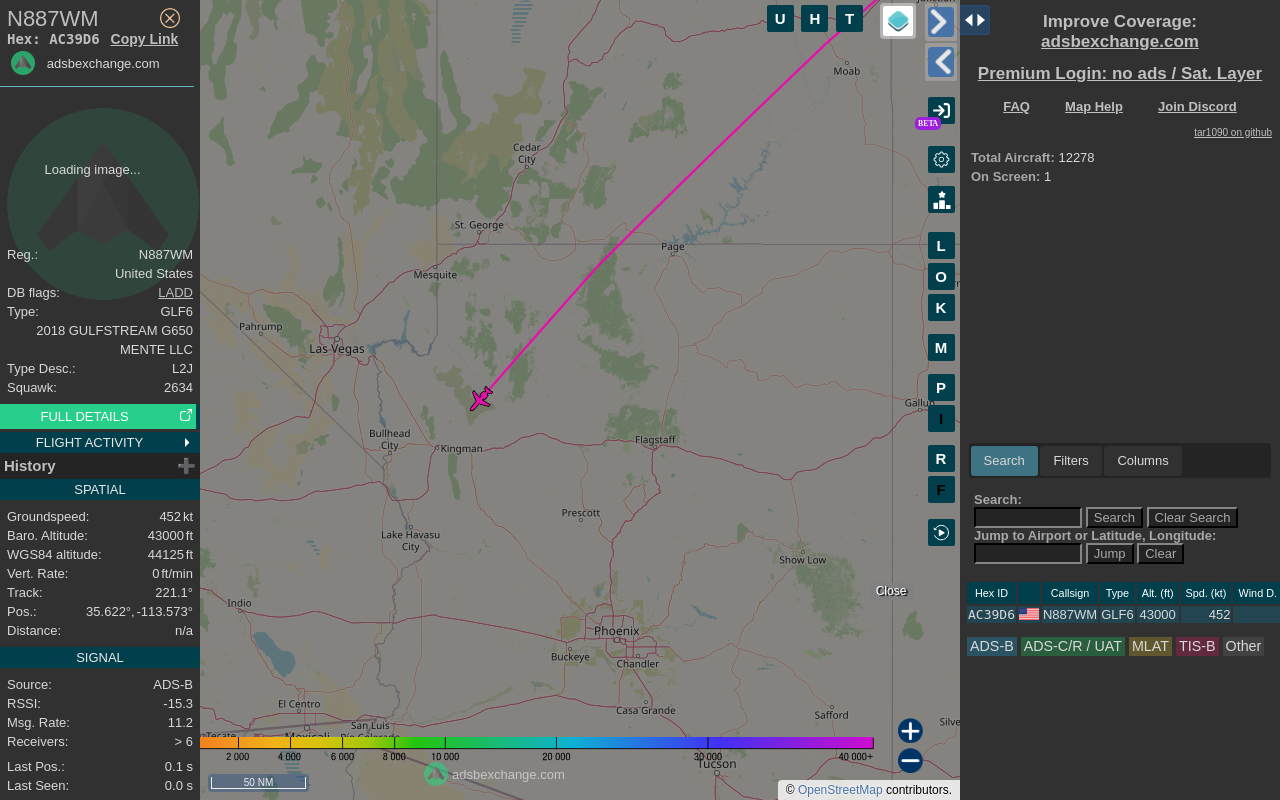 N887WM
Hex: AC39D6 Copy Link
adsbexchange.com
Loading image...
Reg.: N887WM
United States
DB flags: LADD
Type: GLF6
2018 GULFSTREAM G650
MENTE LLC
Type Desc.: L2J
Squawk: 2634
FULL DETAILS
FLIGHT ACTIVITY
History
SPATIAL
Groundspeed: 452 kt
Baro. Altitude: 43000 ft
WGS84 altitude: 44125 ft
Vert. Rate: 0 ft/min
Track: 221.1°
Pos.: 35.622°, -113.573°
Distance: n/a
SIGNAL
Source: ADS-B
RSSI: -15.3
Msg. Rate: 11.2
Receivers: > 6
Last Pos.: 0.1 s
Last Seen: 0.0 s
U H T
Moab
BETA
Cedar
City
St. George
Page
Mesquite
Pahrump
Las Vegas
Bullhead
City
Kingman
Flagstaff
Prescott
Lake Havasu
City
Show Low
Indio
Phoenix
Buckeye
Chandler
El Centro
Casa Grande
Safford
San Luis
Tucson
L
O
K
M
P
I
R
F
Close
2 000 4 000 6 000 8 000 10 000 20 000 30 000 40 000+
50 NM
adsbexchange.com
© OpenStreetMap contributors.
Improve Coverage:
adsbexchange.com
Premium Login: no ads / Sat. Layer
FAQ Map Help Join Discord
tar1090 on github
Total Aircraft: 12278
On Screen: 1
Search Filters Columns
Search:
Search Clear Search
Jump to Airport or Latitude, Longitude:
Jump Clear
Hex ID Callsign Type Alt. (ft) Spd. (kt) Wind D.
AC39D6 N887WM GLF6 43000 452
ADS-B ADS-C/R / UAT MLAT TIS-B Other